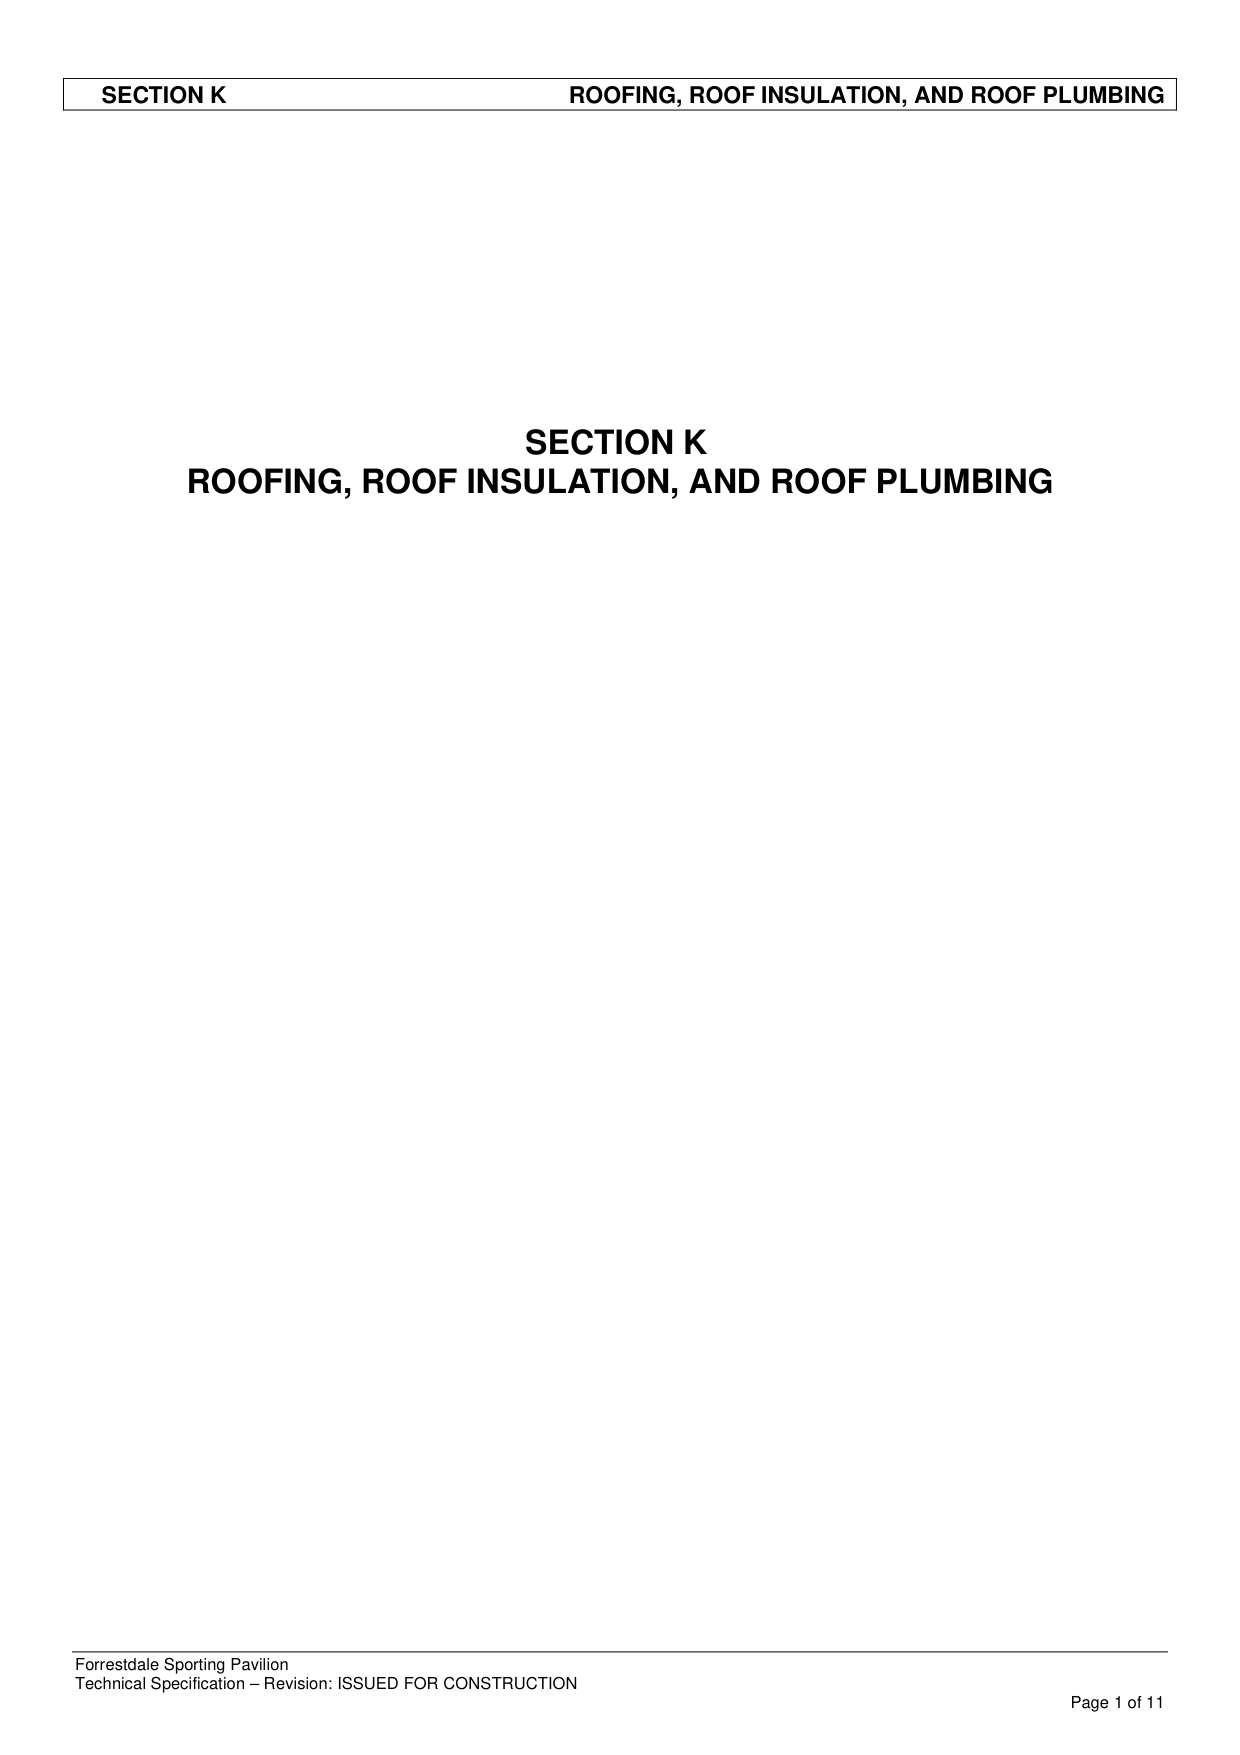 SECTION K ROOFING, ROOF INSULATION, AND ROOF PLUMBING
SECTION K
ROOFING, ROOF INSULATION, AND ROOF PLUMBING
Forrestdale Sporting Pavilion
Technical Specification – Revision: ISSUED FOR CONSTRUCTION
Page 1 of 11